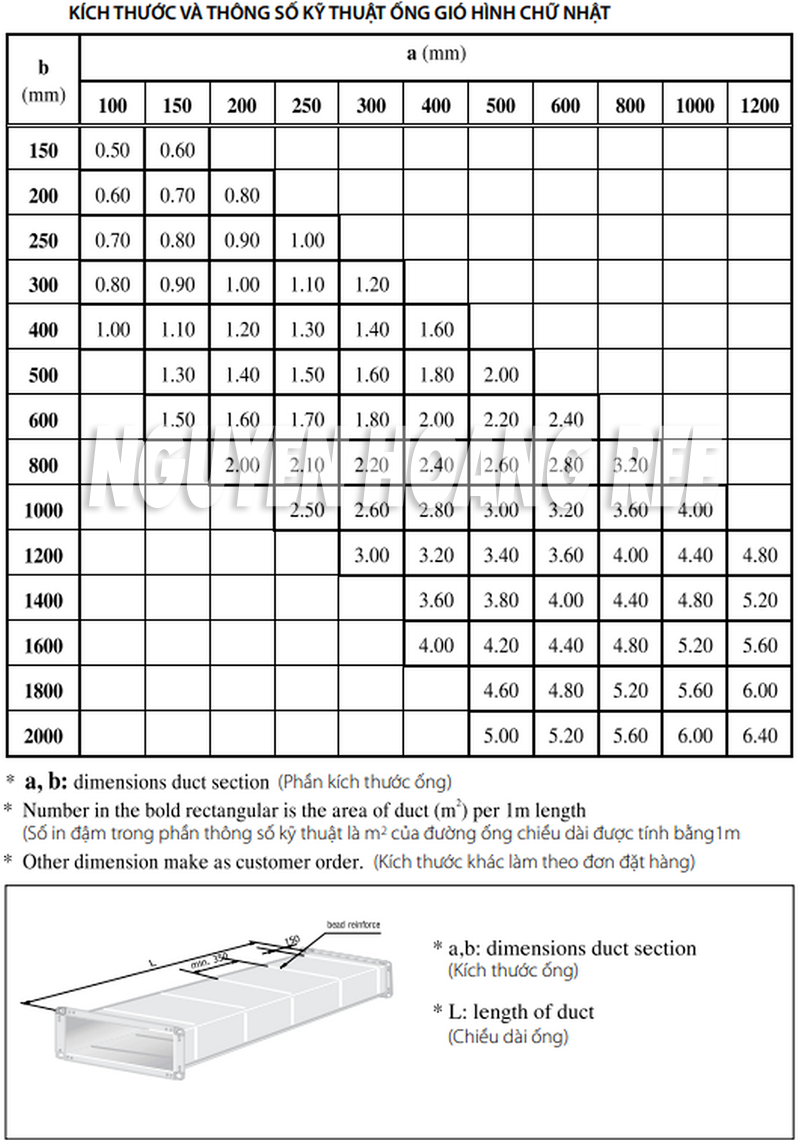 KÍCH THƯỚC VÀ THÔNG SỐ KỸ THUẬT ỐNG GIÓ HÌNH CHỮ NHẬT
b (mm) a (mm)
100 150 200 250 300 400 500 600 800 1000 1200
150 0.50 0.60
200 0.60 0.70 0.80
250 0.70 0.80 0.90 1.00
300 0.80 0.90 1.00 1.10 1.20
400 1.00 1.10 1.20 1.30 1.40 1.60
500 1.30 1.40 1.50 1.60 1.80 2.00
600 1.50 1.60 1.70 1.80 2.00 2.20 2.40
NGUYEN HOANG REE
800 2.00 2.10 2.20 2.40 2.60 2.80 3.20
1000 2.50 2.60 2.80 3.00 3.20 3.60 4.00
1200 3.00 3.20 3.40 3.60 4.00 4.40 4.80
1400 3.60 3.80 4.00 4.40 4.80 5.20
1600 4.00 4.20 4.40 4.80 5.20 5.60
1800 4.60 4.80 5.20 5.60 6.00
2000 5.00 5.20 5.60 6.00 6.40
* a, b: dimensions duct section (Phần kích thước ống)
* Number in the bold rectangular is the area of duct (m²) per 1m length
(Số in đậm trong phần thông số kỹ thuật là m² của đường ống chiều dài được tính bằng1m
* Other dimension make as customer order. (Kích thước khác làm theo đơn đặt hàng)
bead reinforce
150
min. 350
L
* a,b: dimensions duct section
(Kích thước ống)
* L: length of duct
(Chiều dài ống)